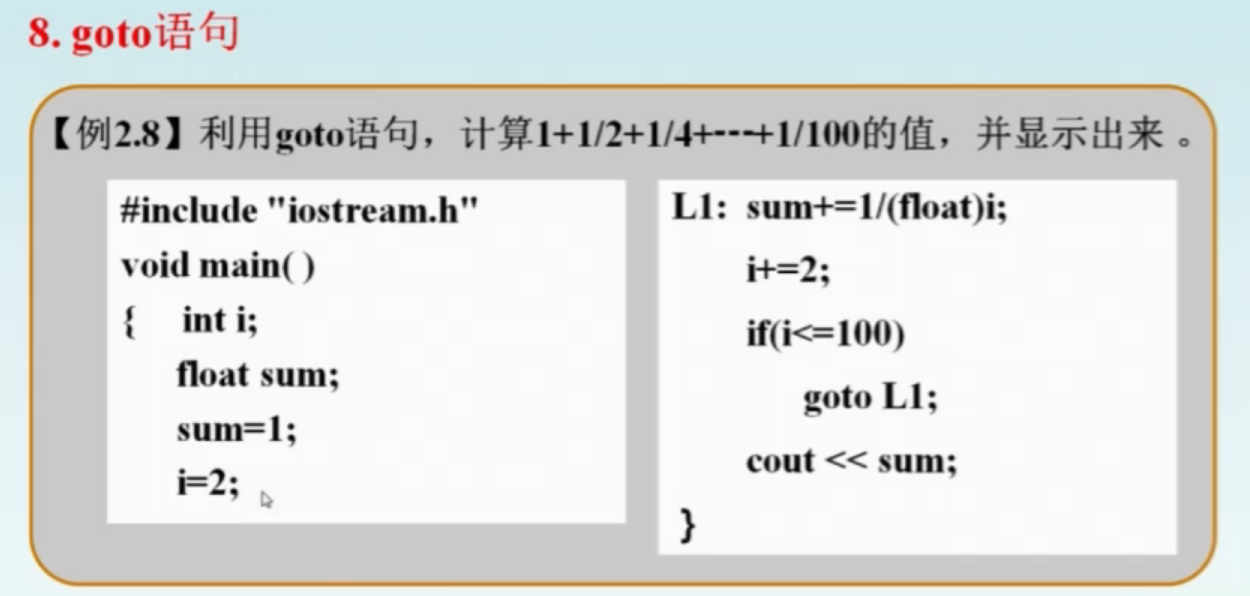 8. goto语句
【例2.8】利用goto语句，计算1+1/2+1/4+┅+1/100的值，并显示出来 。
#include "iostream.h"
void main( )
{ int i;
float sum;
sum=1;
i=2;
L1: sum+=1/(float)i;
i+=2;
if(i<=100)
goto L1;
cout << sum;
}